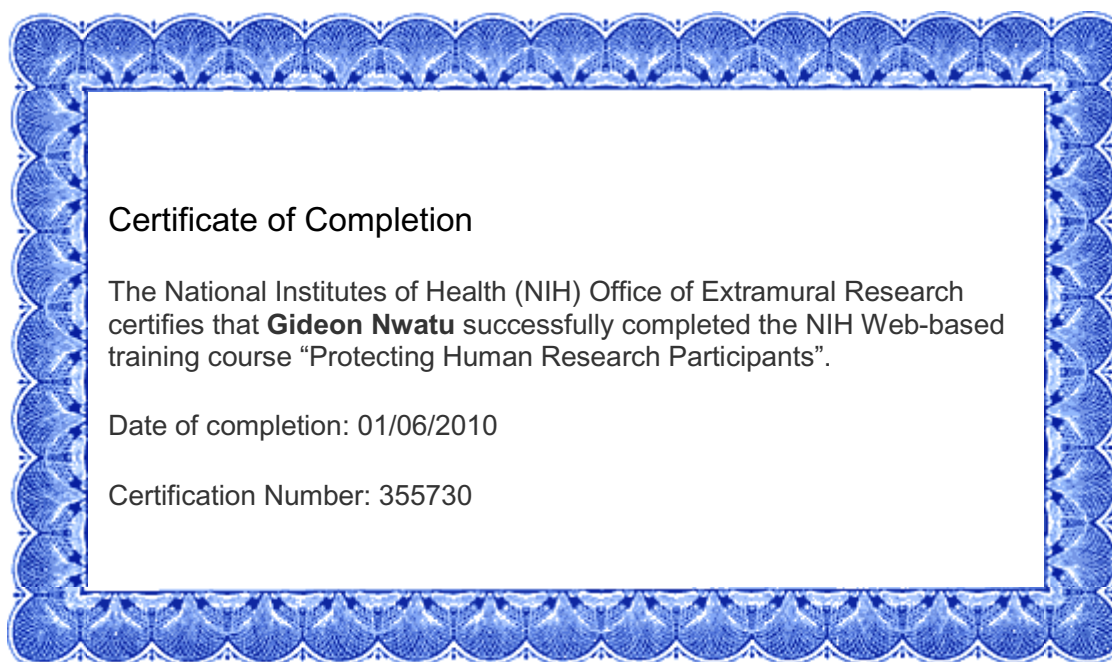 Certificate of Completion
The National Institutes of Health (NIH) Office of Extramural Research
certifies that Gideon Nwatu successfully completed the NIH Web-based
training course “Protecting Human Research Participants”.
Date of completion: 01/06/2010
Certification Number: 355730